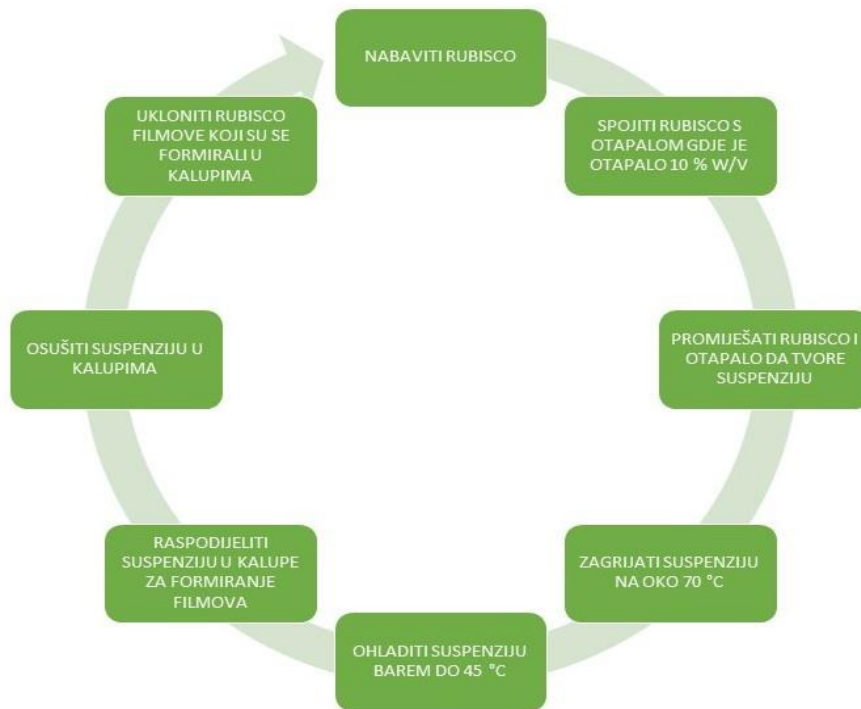 NABAVITI RUBISCO
SPOJITI RUBISCO S
OTAPALOM GDJE JE
OTAPALO 10 % W/V
PROMIJEŠATI RUBISCO I
OTAPALO DA TVORE
SUSPENZIJU
ZAGRIJATI SUSPENZIJU
NA OKO 70 °C
OHLADITI SUSPENZIJU
BAREM DO 45 °C
RASPODIJELITI
SUSPENZIJU U KALUPE
ZA FORMIRANJE
FILMOVA
OSUŠITI SUSPENZIJU U
KALUPIMA
UKLONITI RUBISCO
FILMOVE KOJI SU SE
FORMIRALI U
KALUPIMA